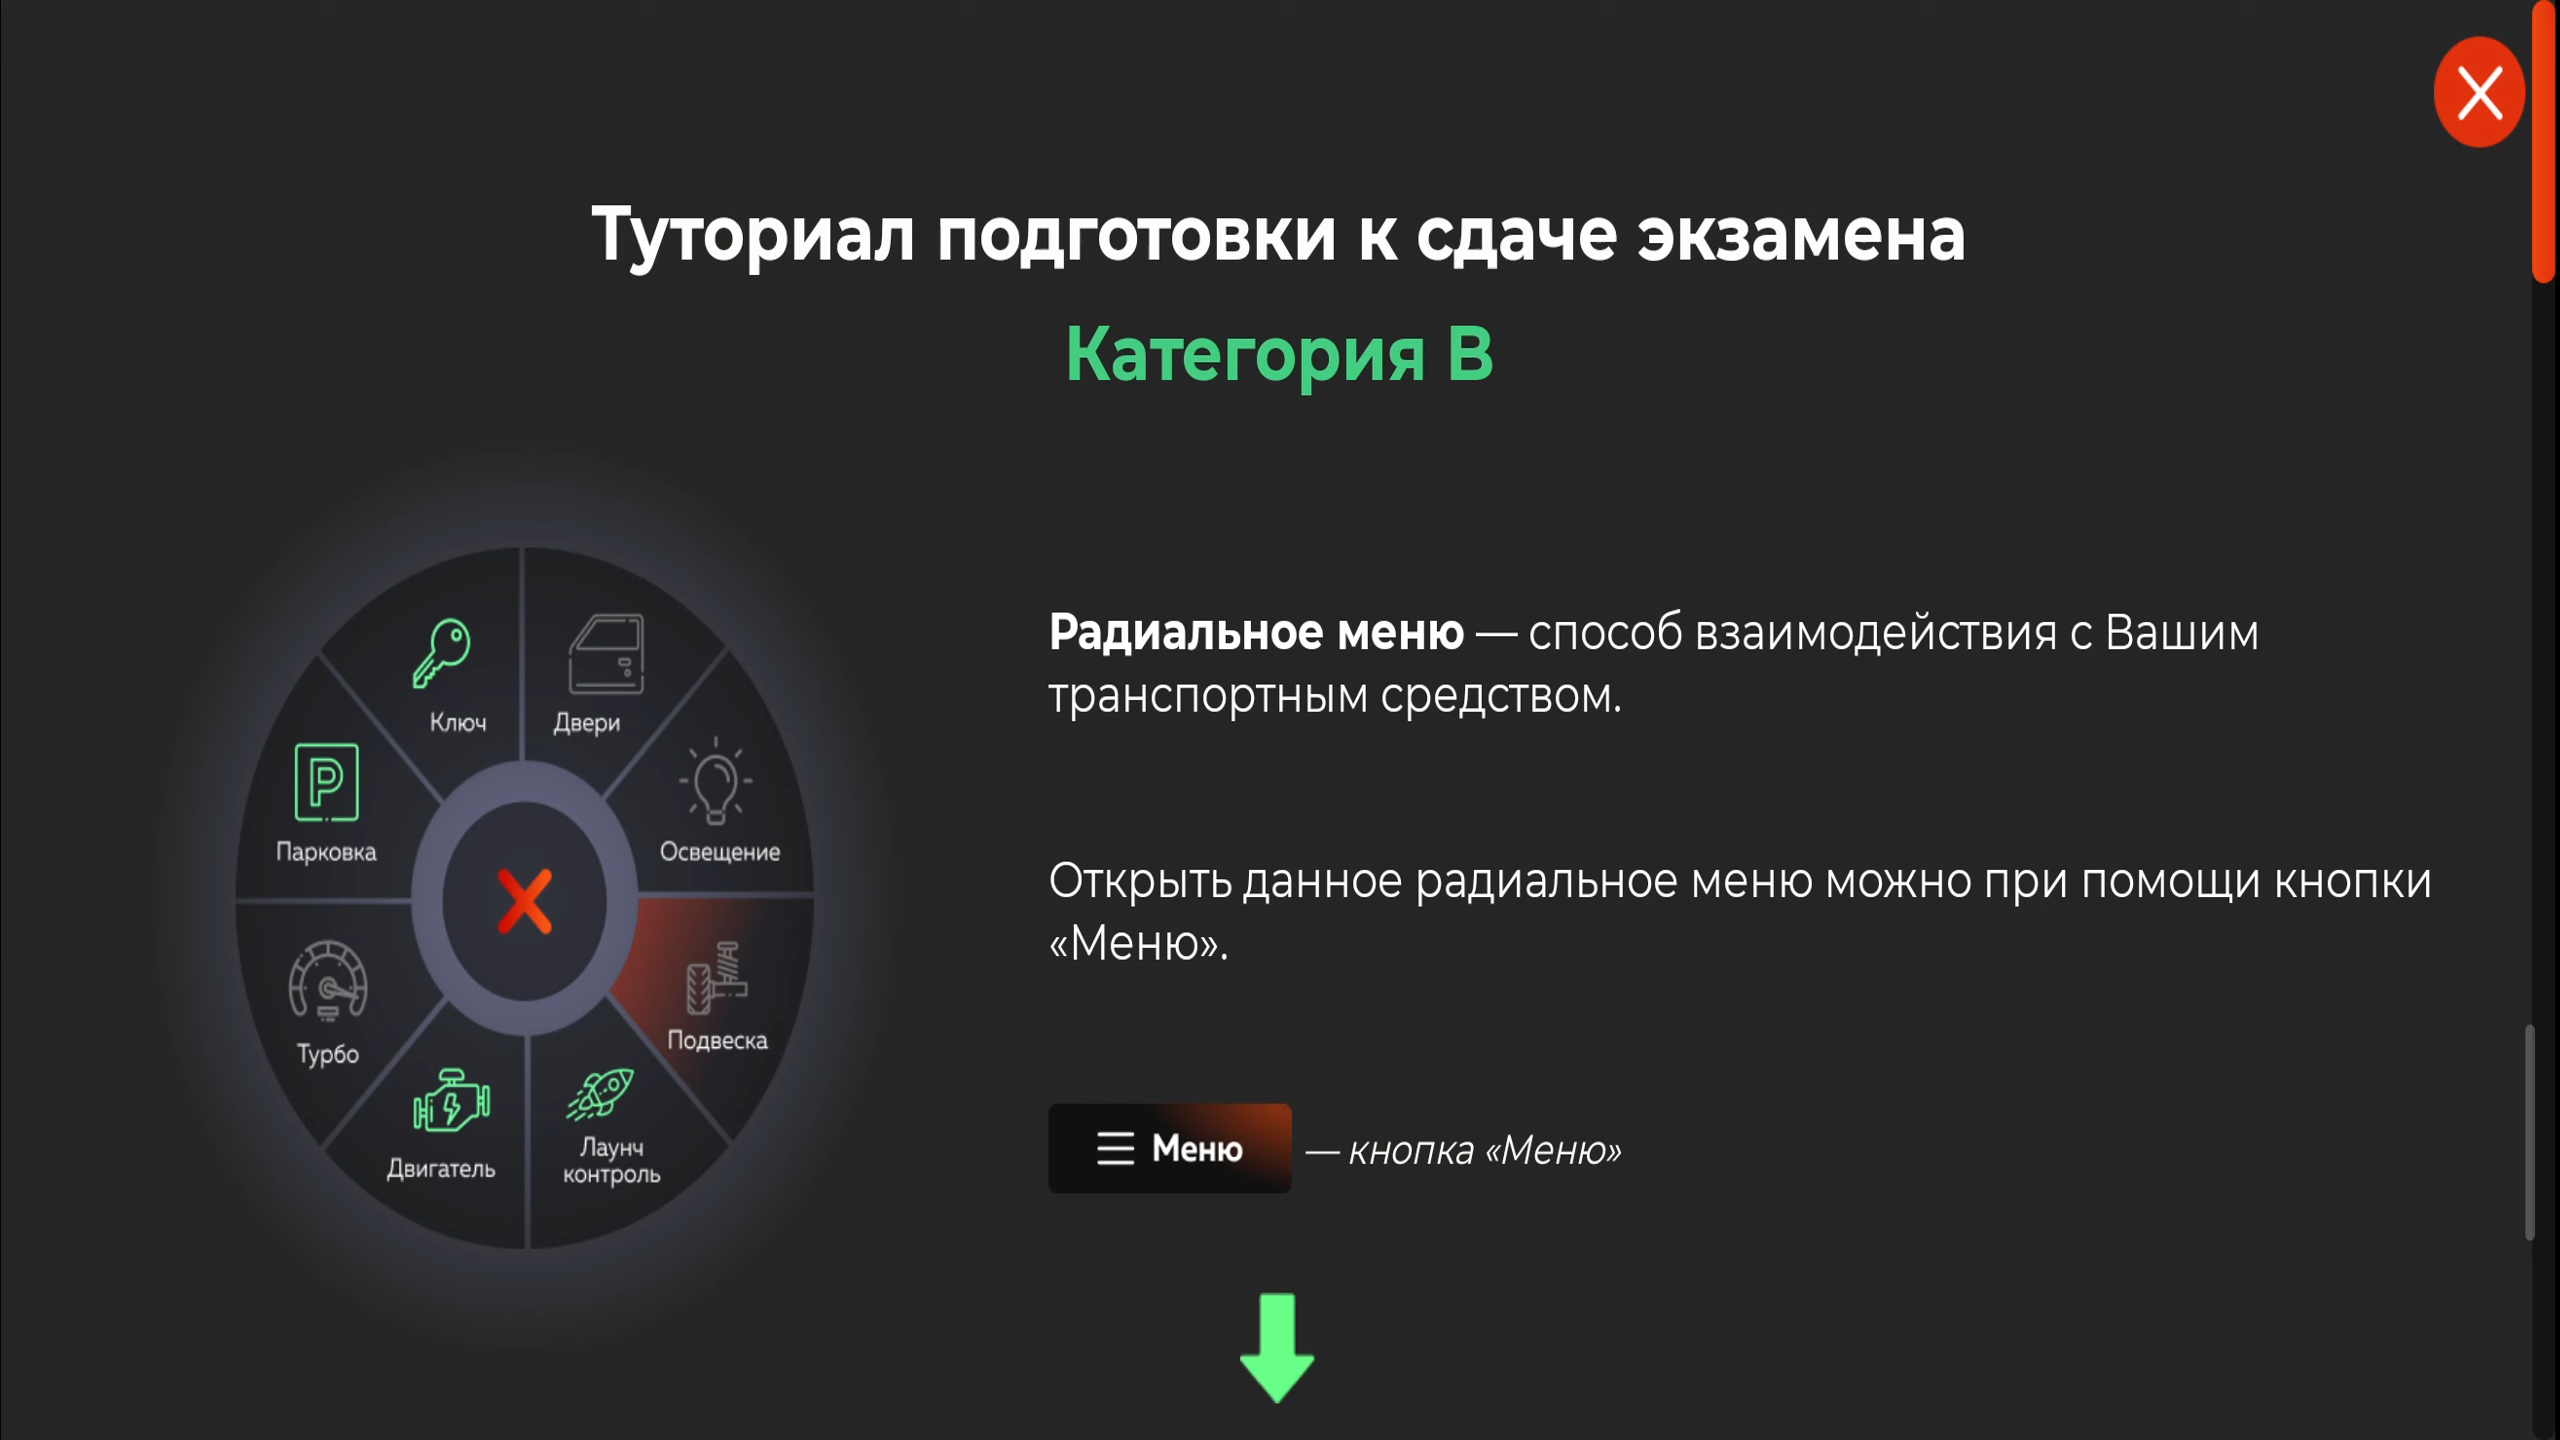 Туториал подготовки к сдаче экзамена
Категория B
Ключ
Двери
Парковка
Освещение
Турбо
Подвеска
Двигатель
Лаунч
контроль
Радиальное меню — способ взаимодействия с Вашим
транспортным средством.
Открыть данное радиальное меню можно при помощи кнопки
«Меню».
Меню — кнопка «Меню»